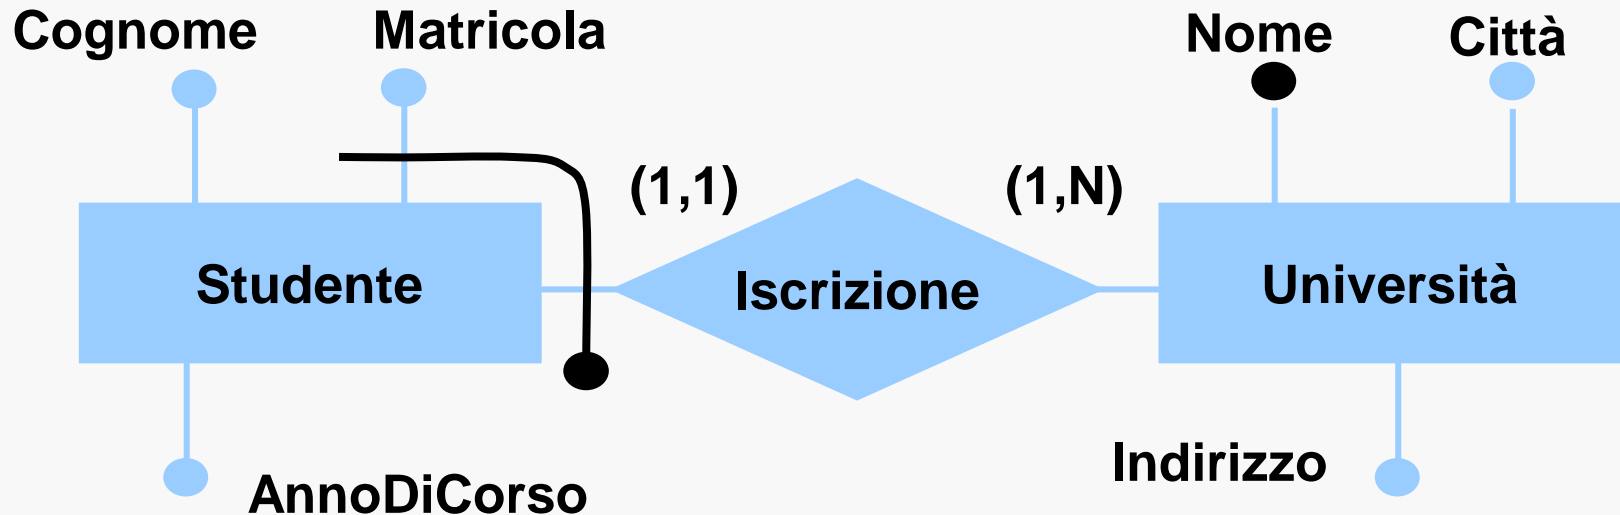 Cognome
Matricola
Nome
Città
(1,1)
(1,N)
Studente
Iscrizione
Università
AnnoDiCorso
Indirizzo